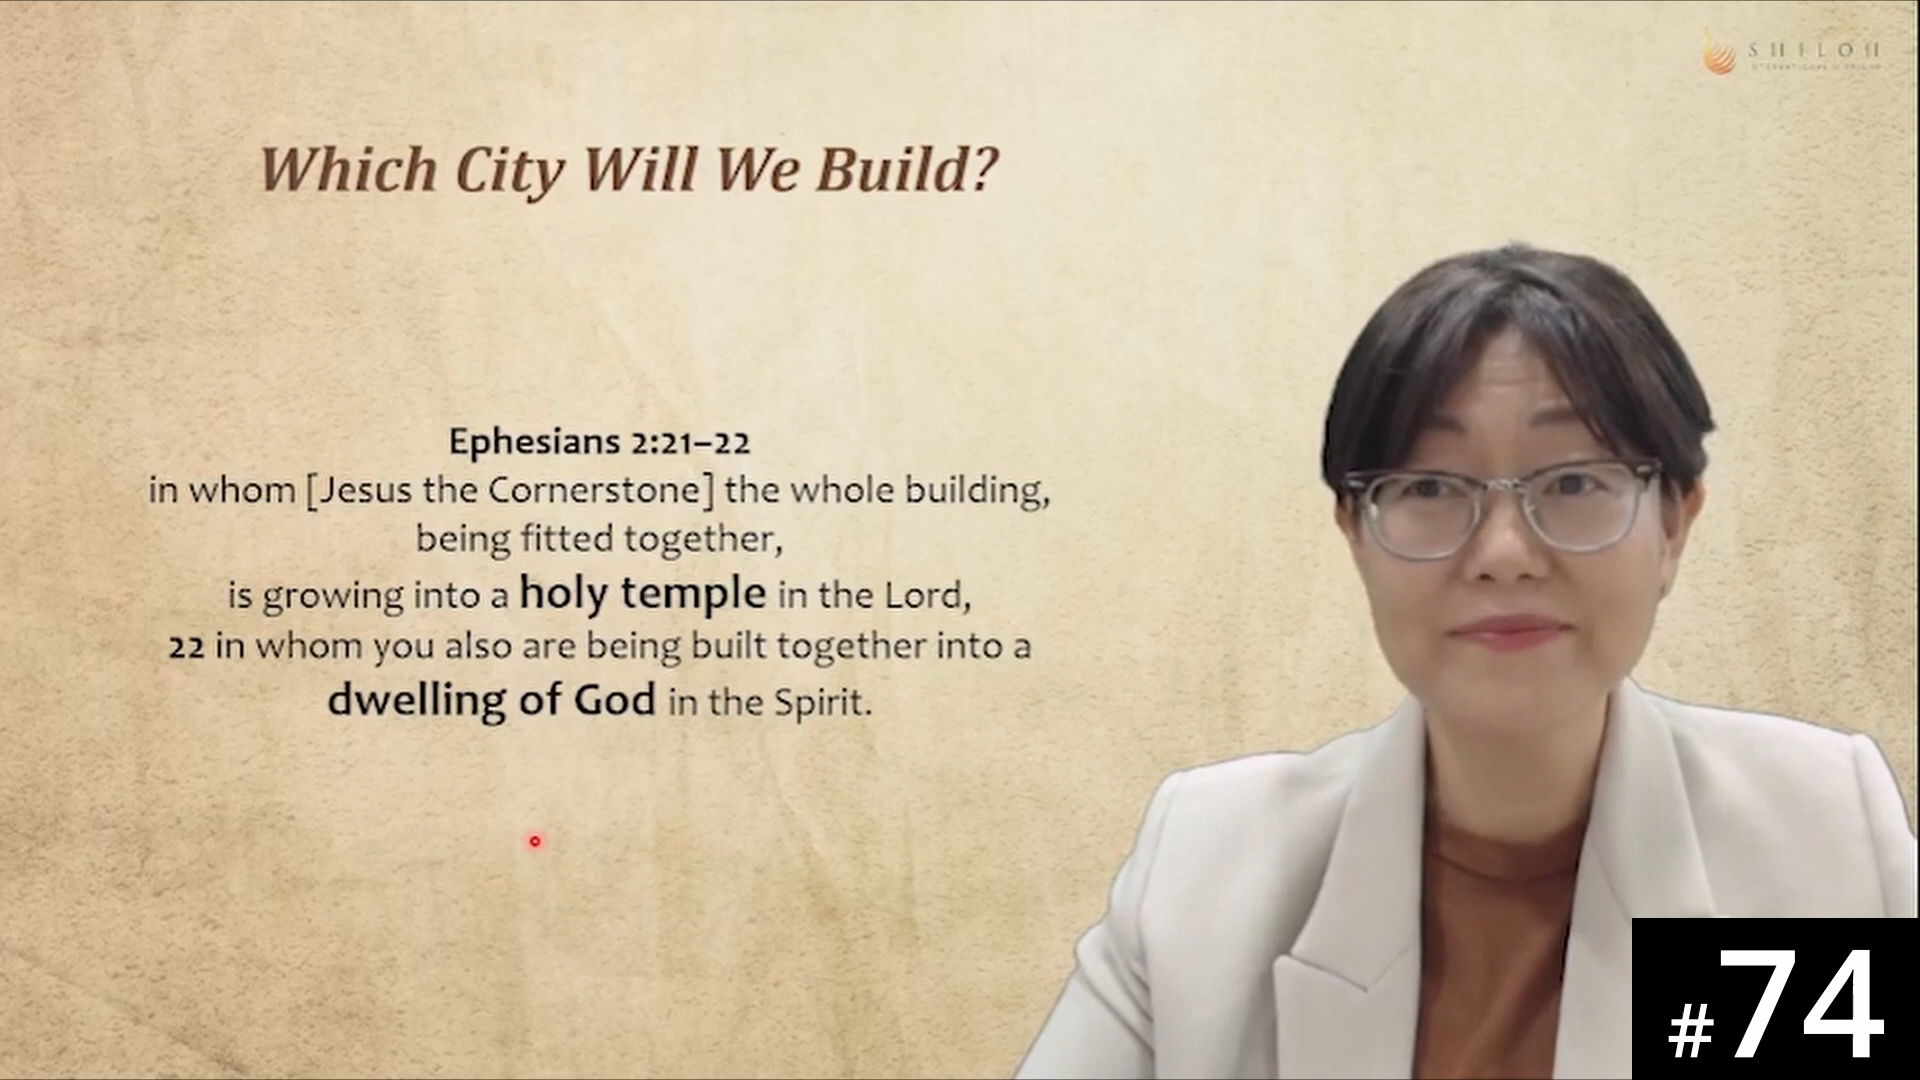 SHILOH
Which City Will We Build?
Ephesians 2:21–22
in whom [Jesus the Cornerstone] the whole building,
being fitted together,
is growing into a holy temple in the Lord,
22 in whom you also are being built together into a
dwelling of God in the Spirit.
#74